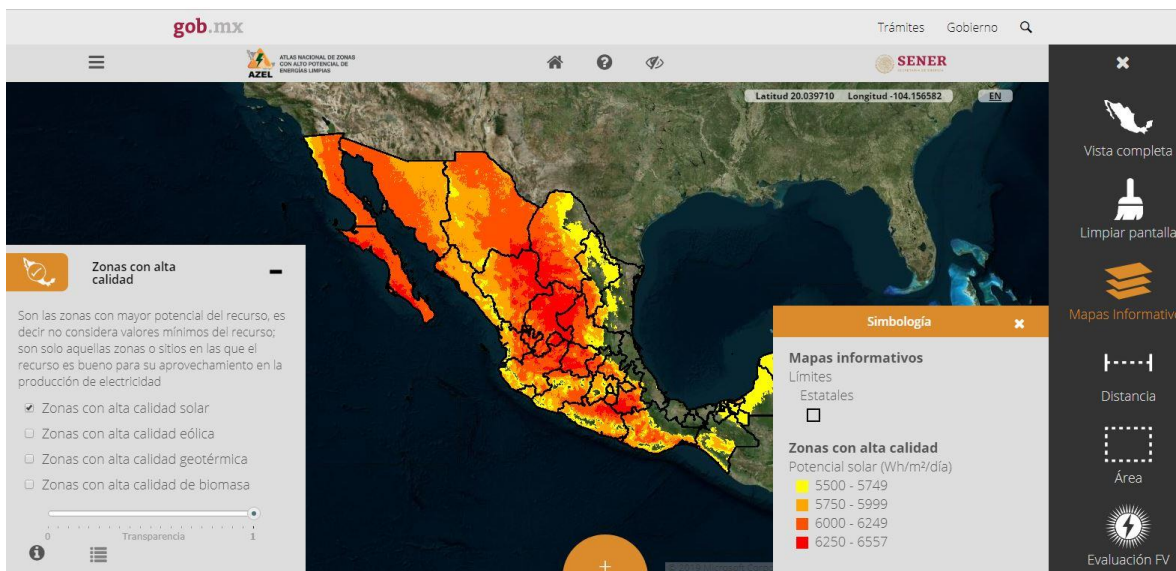 gob.mx
Trámites Gobierno
AZEL
ATLAS NACIONAL DE ZONAS
CON ALTO POTENCIAL DE
ENERGÍAS LIMPIAS
SENER
Latitud 20.039710 Longitud -104.156582 EN
Zonas con alta
calidad
Son las zonas con mayor potencial del recurso, es
decir no considera valores mínimos del recurso;
son solo aquellas zonas o sitios en las que el
recurso es bueno para su aprovechamiento en la
producción de electricidad
Zonas con alta calidad solar
Zonas con alta calidad eólica
Zonas con alta calidad geotérmica
Zonas con alta calidad de biomasa
0 Transparencia 1
Simbología
Mapas informativos
Límites
Estatales
Zonas con alta calidad
Potencial solar (Wh/m²/día)
5500 - 5749
5750 - 5999
6000 - 6249
6250 - 6557
Vista completa
Limpiar pantalla
Mapas Informativ
Distancia
Área
Evaluación FV